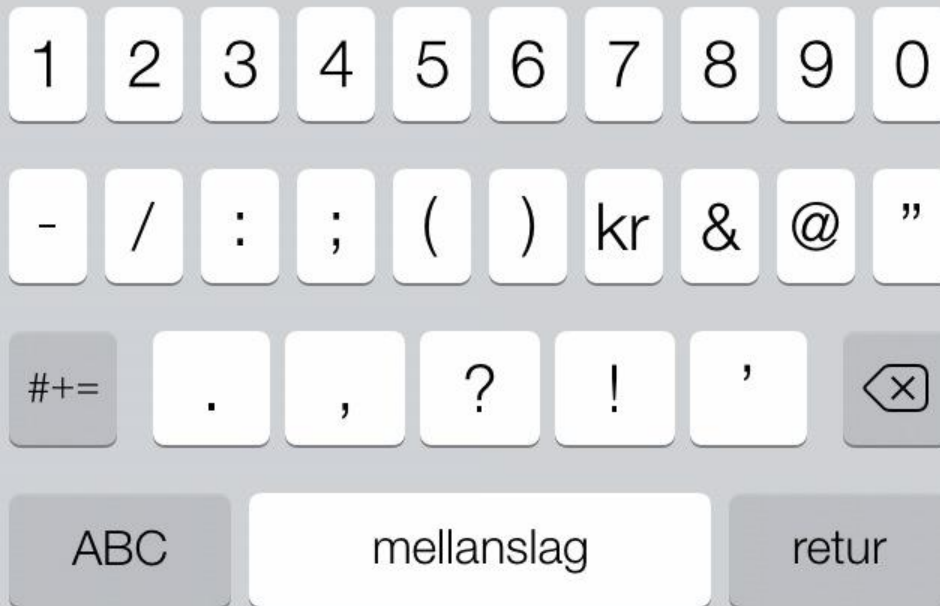 1 2 3 4 5 6 7 8 9 0
- / : ; ( ) kr & @ ”
#+= . , ? ! ’
ABC mellanslag retur